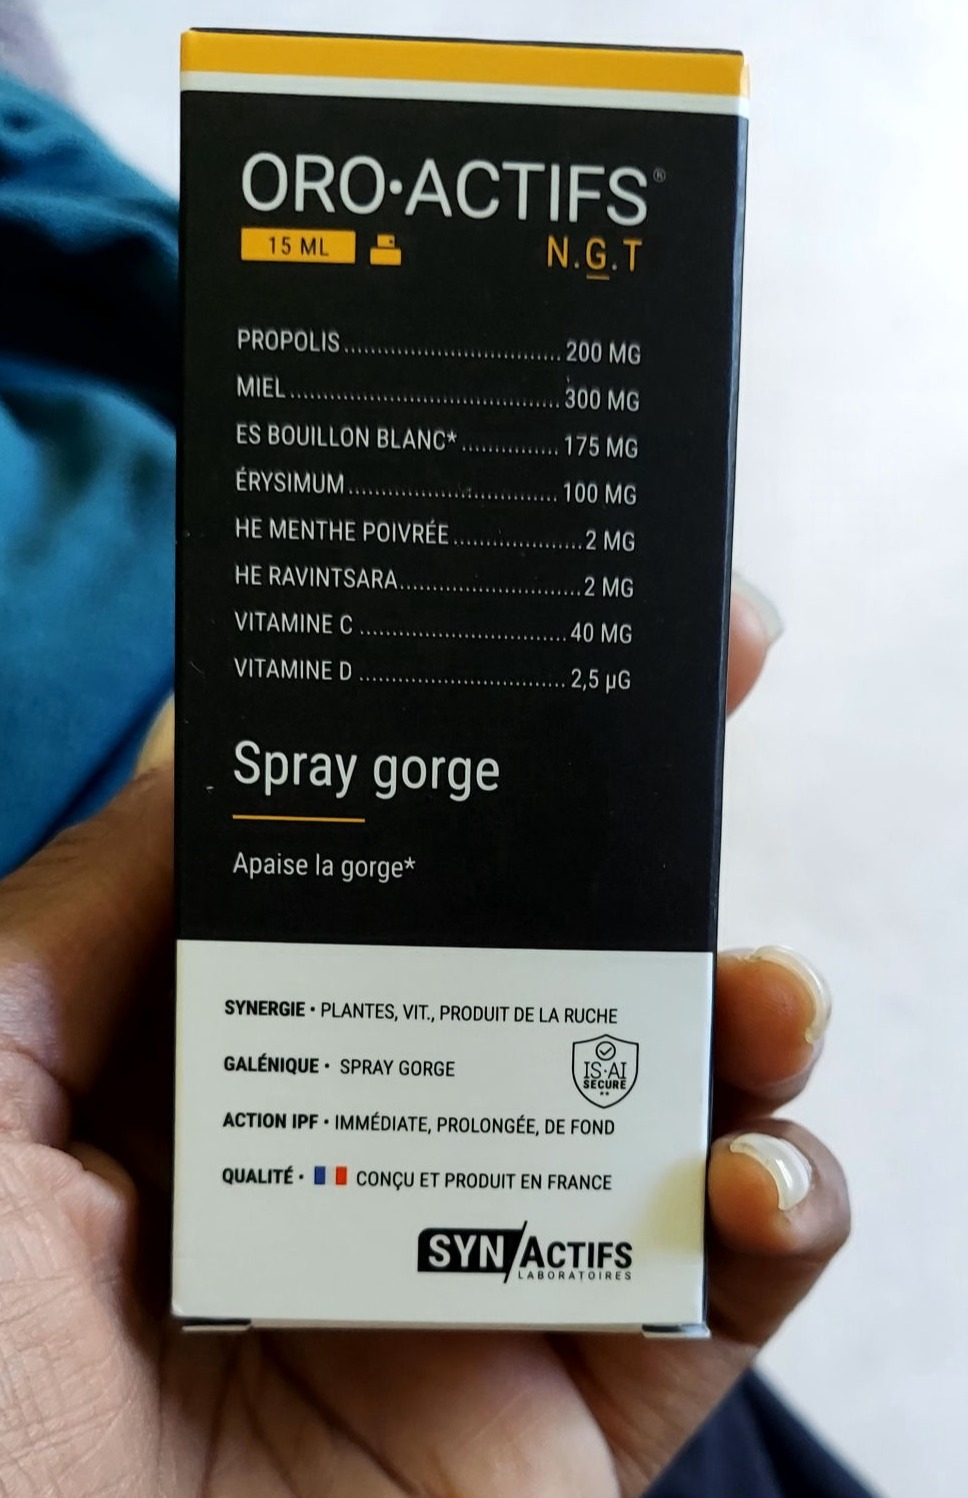 ORO•ACTIFS®
15 ML N.G.T
PROPOLIS........................200 MG
MIEL........................300 MG
ES BOUILLON BLANC*........................175 MG
ÉRYSIMUM........................100 MG
HE MENTHE POIVRÉE........................2 MG
HE RAVINTSARA........................2 MG
VITAMINE C........................40 MG
VITAMINE D........................2,5 µG
Spray gorge
Apaise la gorge*
SYNERGIE • PLANTES, VIT., PRODUIT DE LA RUCHE
GALÉNIQUE • SPRAY GORGE
IS•AI
SECURE
**
ACTION IPF • IMMÉDIATE, PROLONGÉE, DE FOND
QUALITÉ • CONÇU ET PRODUIT EN FRANCE
SYN/ACTIFS
LABORATOIRES